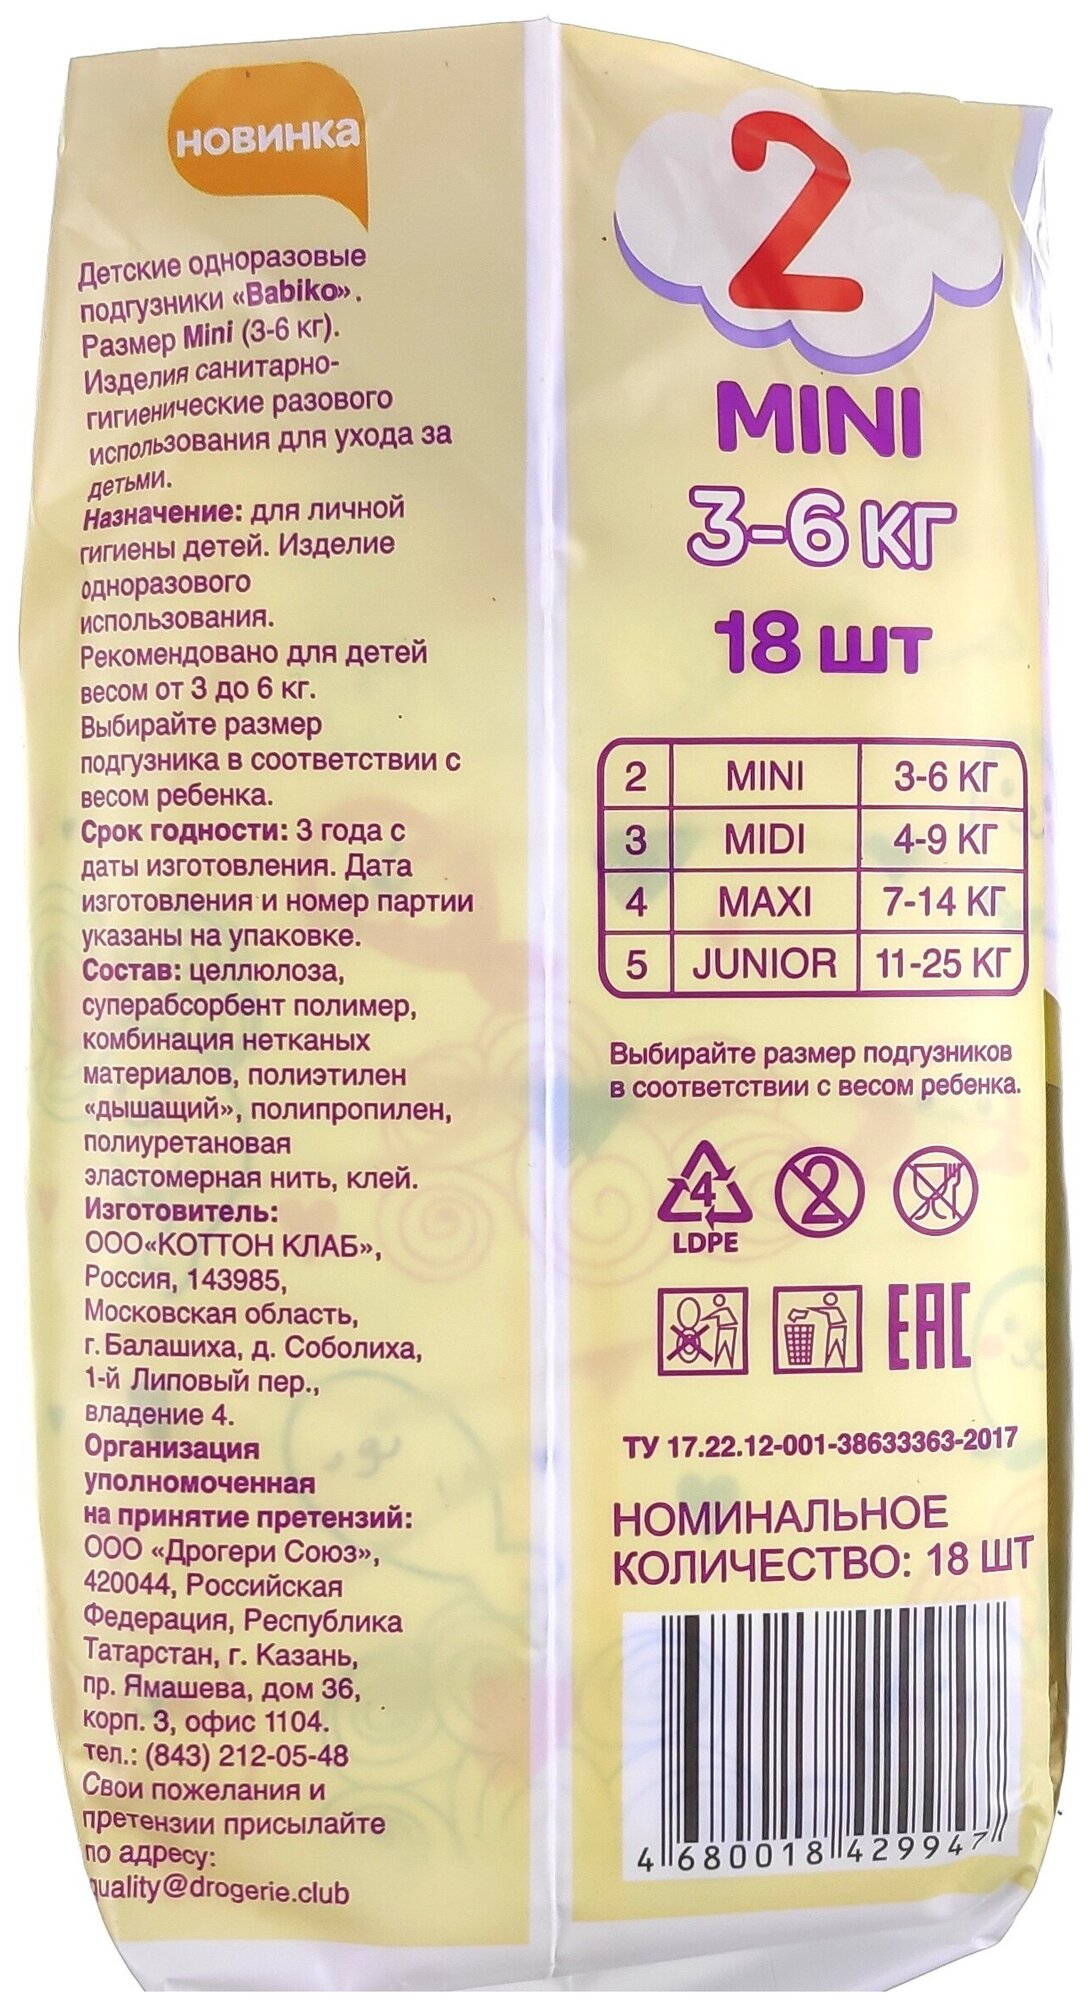 новинка
Детские одноразовые
подгузники «Babiko».
Размер Mini (3-6 кг).
Изделия санитарно-
гигиенические разового
использования для ухода за
детьми.
Назначение: для личной
гигиены детей. Изделие
одноразового
использования.
Рекомендовано для детей
весом от 3 до 6 кг.
Выбирайте размер
подгузника в соответствии с
весом ребенка.
Срок годности: 3 года с
даты изготовления. Дата
изготовления и номер партии
указаны на упаковке.
Состав: целлюлоза,
суперабсорбент полимер,
комбинация нетканых
материалов, полиэтилен
«дышащий», полипропилен,
полиуретановая
эластомерная нить, клей.
Изготовитель:
ООО«КОТТОН КЛАБ»,
Россия, 143985,
Московская область,
г. Балашиха, д. Соболиха,
1-й Липовый пер.,
владение 4.
Организация
уполномоченная
на принятие претензий:
ООО «Дрогери Союз»,
420044, Российская
Федерация, Республика
Татарстан, г. Казань,
пр. Ямашева, дом 36,
корп. 3, офис 1104.
тел.: (843) 212-05-48
Свои пожелания и
претензии присылайте
по адресу:
quality@drogerie.club
2
MINI
3-6 кг
18 шт
2 MINI 3-6 КГ
3 MIDI 4-9 КГ
4 MAXI 7-14 КГ
5 JUNIOR 11-25 КГ
Выбирайте размер подгузников
в соответствии с весом ребенка.
4
LDPE
2
EAC
ТУ 17.22.12-001-38633363-2017
НОМИНАЛЬНОЕ
КОЛИЧЕСТВО: 18 ШТ
4 680018 429947